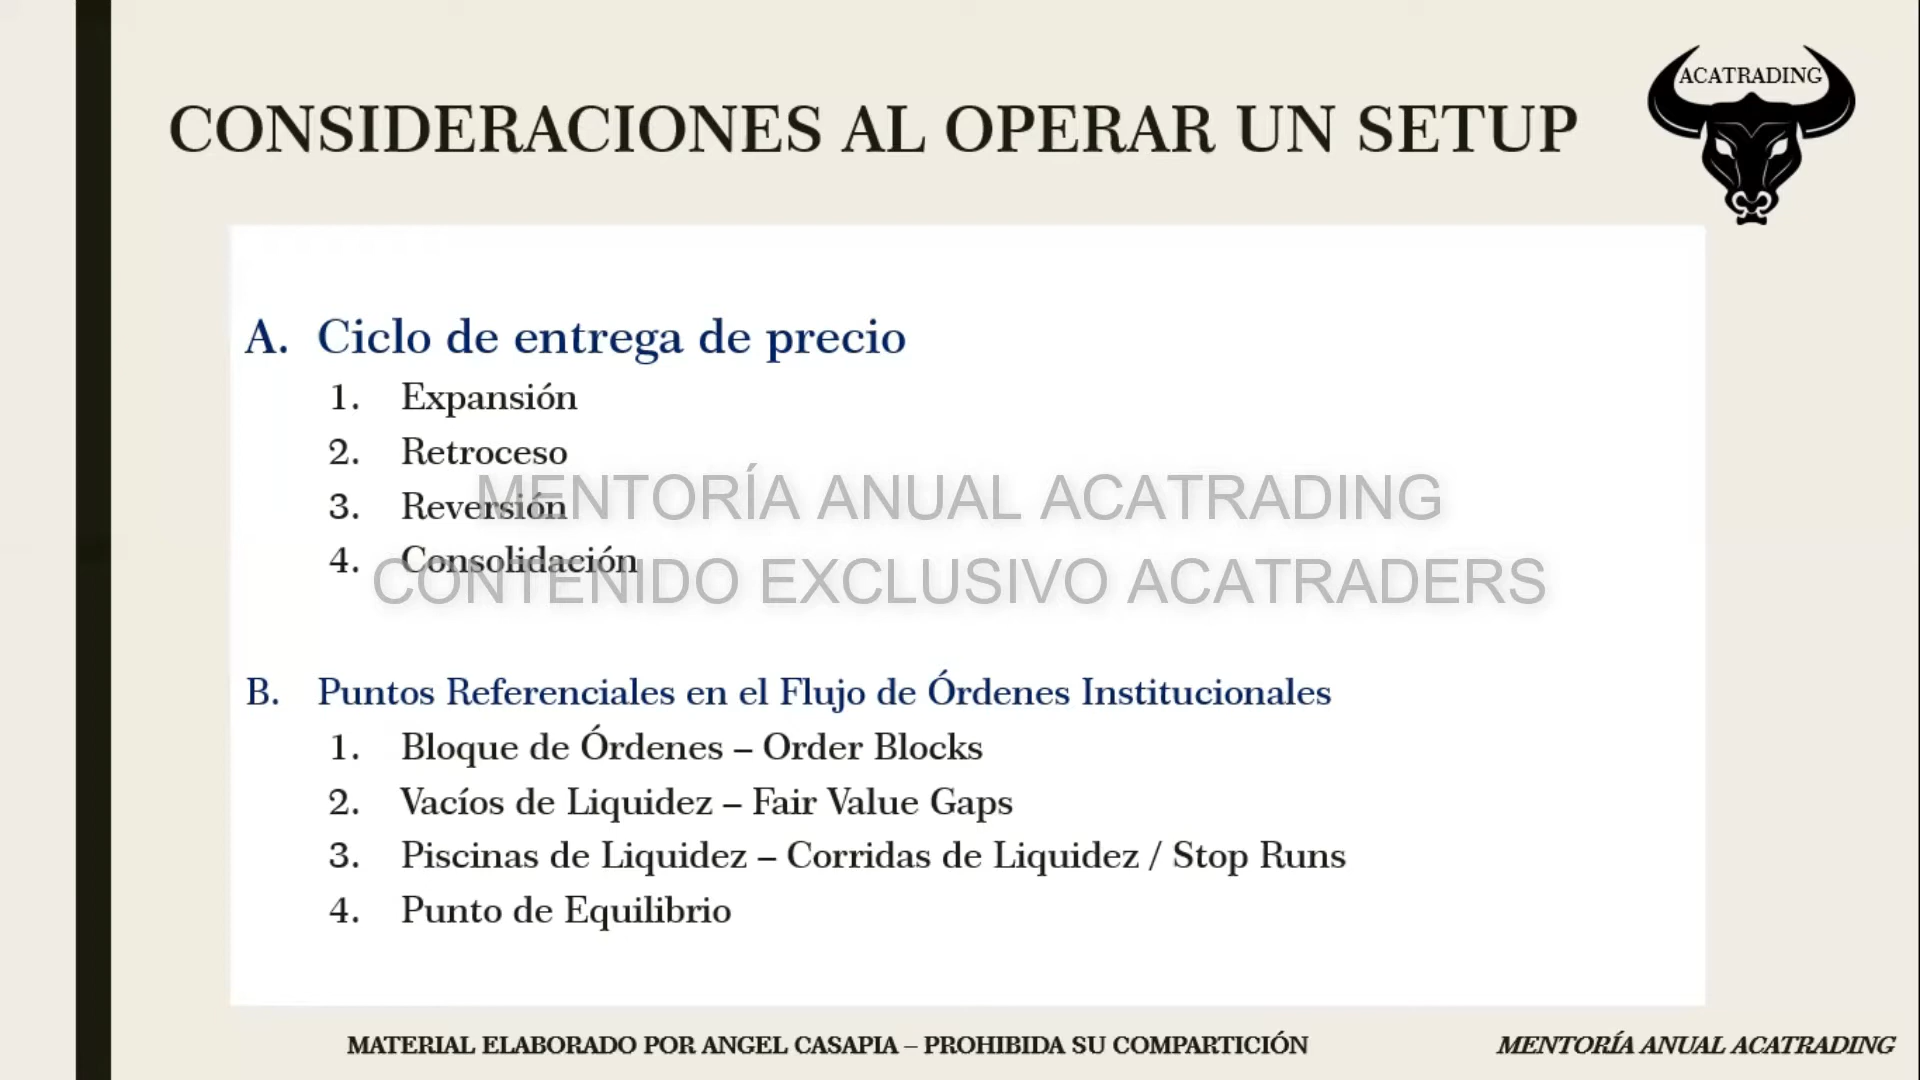 ACATRADING
CONSIDERACIONES AL OPERAR UN SETUP
A. Ciclo de entrega de precio
1. Expansión
2. Retroceso
3. Reversión
4. Consolidación
MENTORÍA ANUAL ACATRADING
CONTENIDO EXCLUSIVO ACATRADERS
B. Puntos Referenciales en el Flujo de Órdenes Institucionales
1. Bloque de Órdenes – Order Blocks
2. Vacíos de Liquidez – Fair Value Gaps
3. Piscinas de Liquidez – Corridas de Liquidez / Stop Runs
4. Punto de Equilibrio
MATERIAL ELABORADO POR ANGEL CASAPIA – PROHIBIDA SU COMPARTICIÓN
MENTORÍA ANUAL ACATRADING